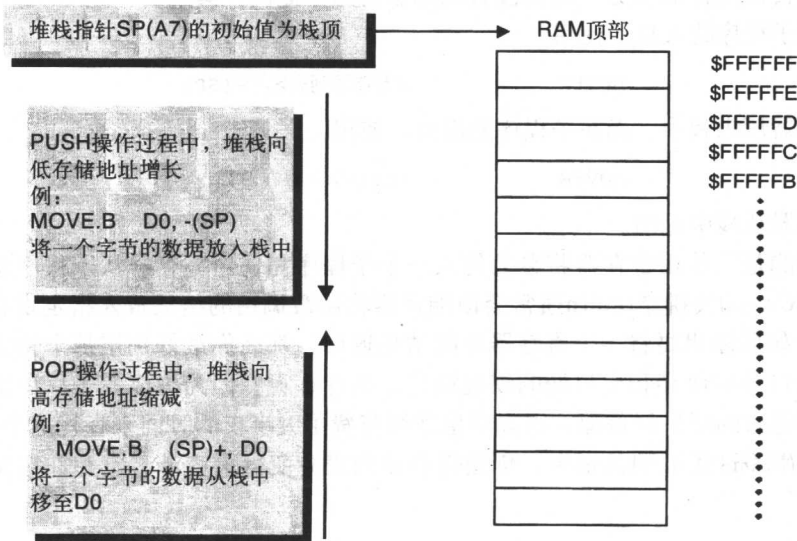 堆栈指针SP(A7)的初始值为栈顶
RAM顶部
$FFFFFF
$FFFFFE
$FFFFFD
$FFFFFC
$FFFFFB
PUSH操作过程中，堆栈向
低存储地址增长
例：
MOVE.B D0, -(SP)
将一个字节的数据放入栈中
POP操作过程中，堆栈向
高存储地址缩减
例：
MOVE.B (SP)+, D0
将一个字节的数据从栈中
移至D0